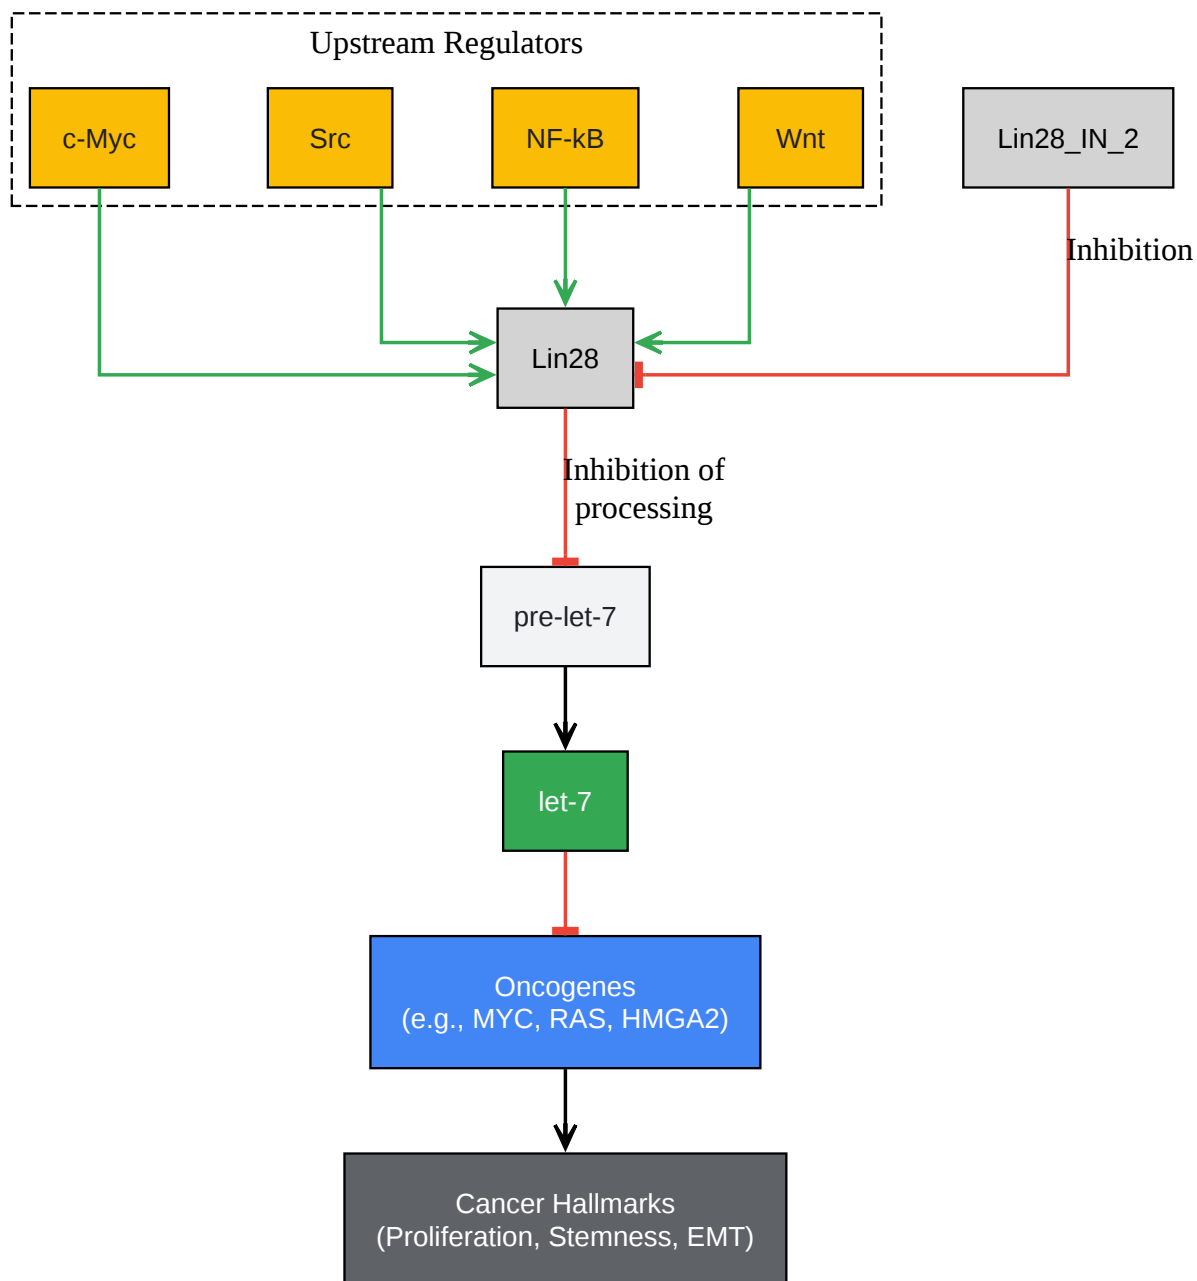 Upstream Regulators
c-Myc
Src
NF-kB
Wnt
Lin28_IN_2
Inhibition
Lin28
Inhibition of
processing
pre-let-7
let-7
Oncogenes
(e.g., MYC, RAS, HMGA2)
Cancer Hallmarks
(Proliferation, Stemness, EMT)